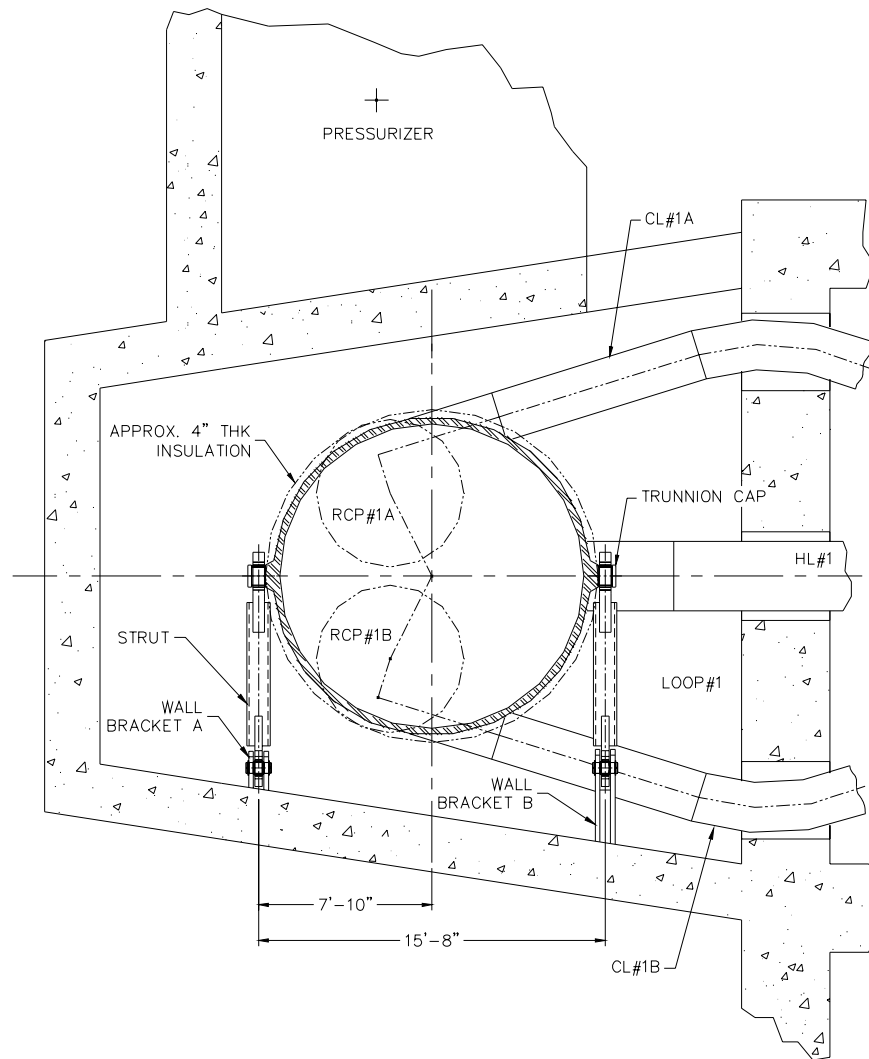 PRESSURIZER
CL#1A
APPROX. 4" THK
INSULATION
RCP#1A
TRUNNION CAP
HL#1
RCP#1B
STRUT
LOOP#1
WALL
BRACKET A
WALL
BRACKET B
7'-10"
15'-8"
CL#1B